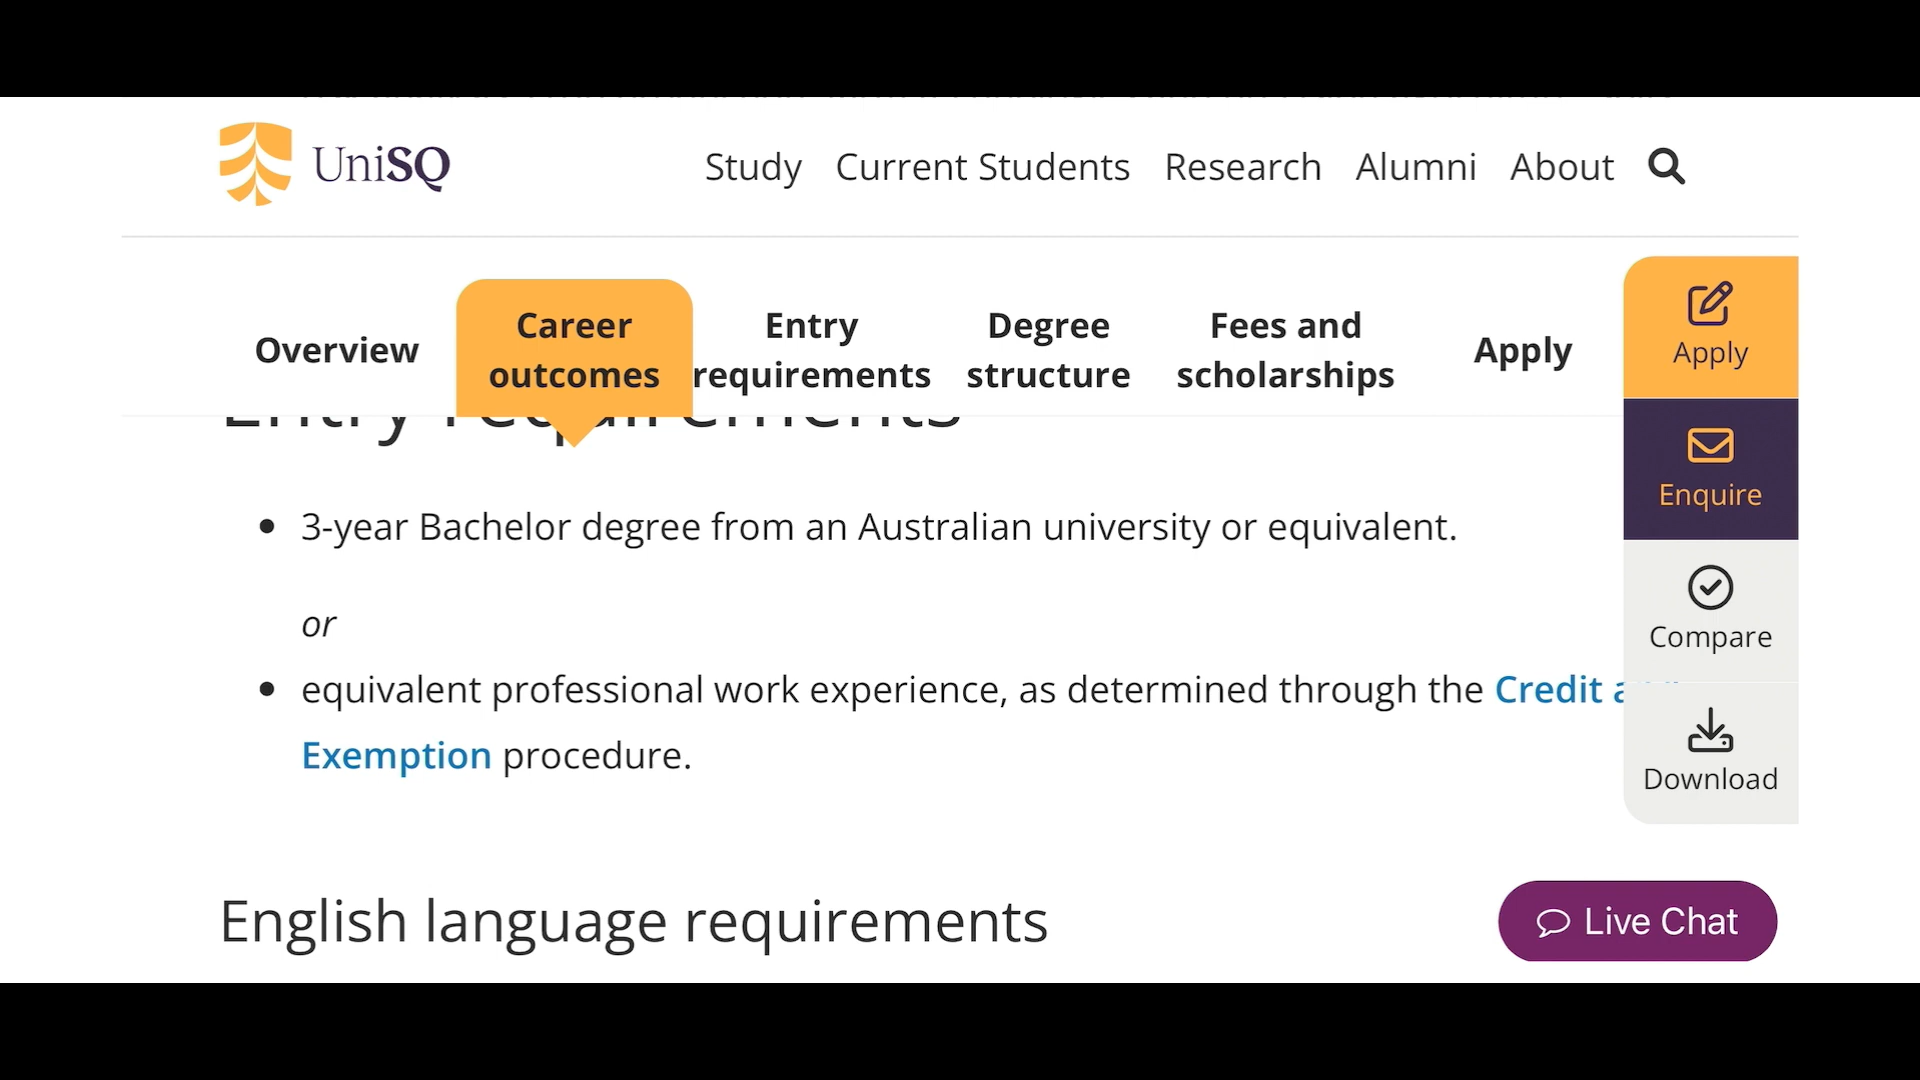 UniSQ
Study Current Students Research Alumni About
Overview
Career
outcomes
Entry
requirements
Degree
structure
Fees and
scholarships
Apply
Apply
Enquire
Compare
Download
Entry requirements
3-year Bachelor degree from an Australian university or equivalent.
or
equivalent professional work experience, as determined through the Credit
Exemption procedure.
English language requirements
Live Chat